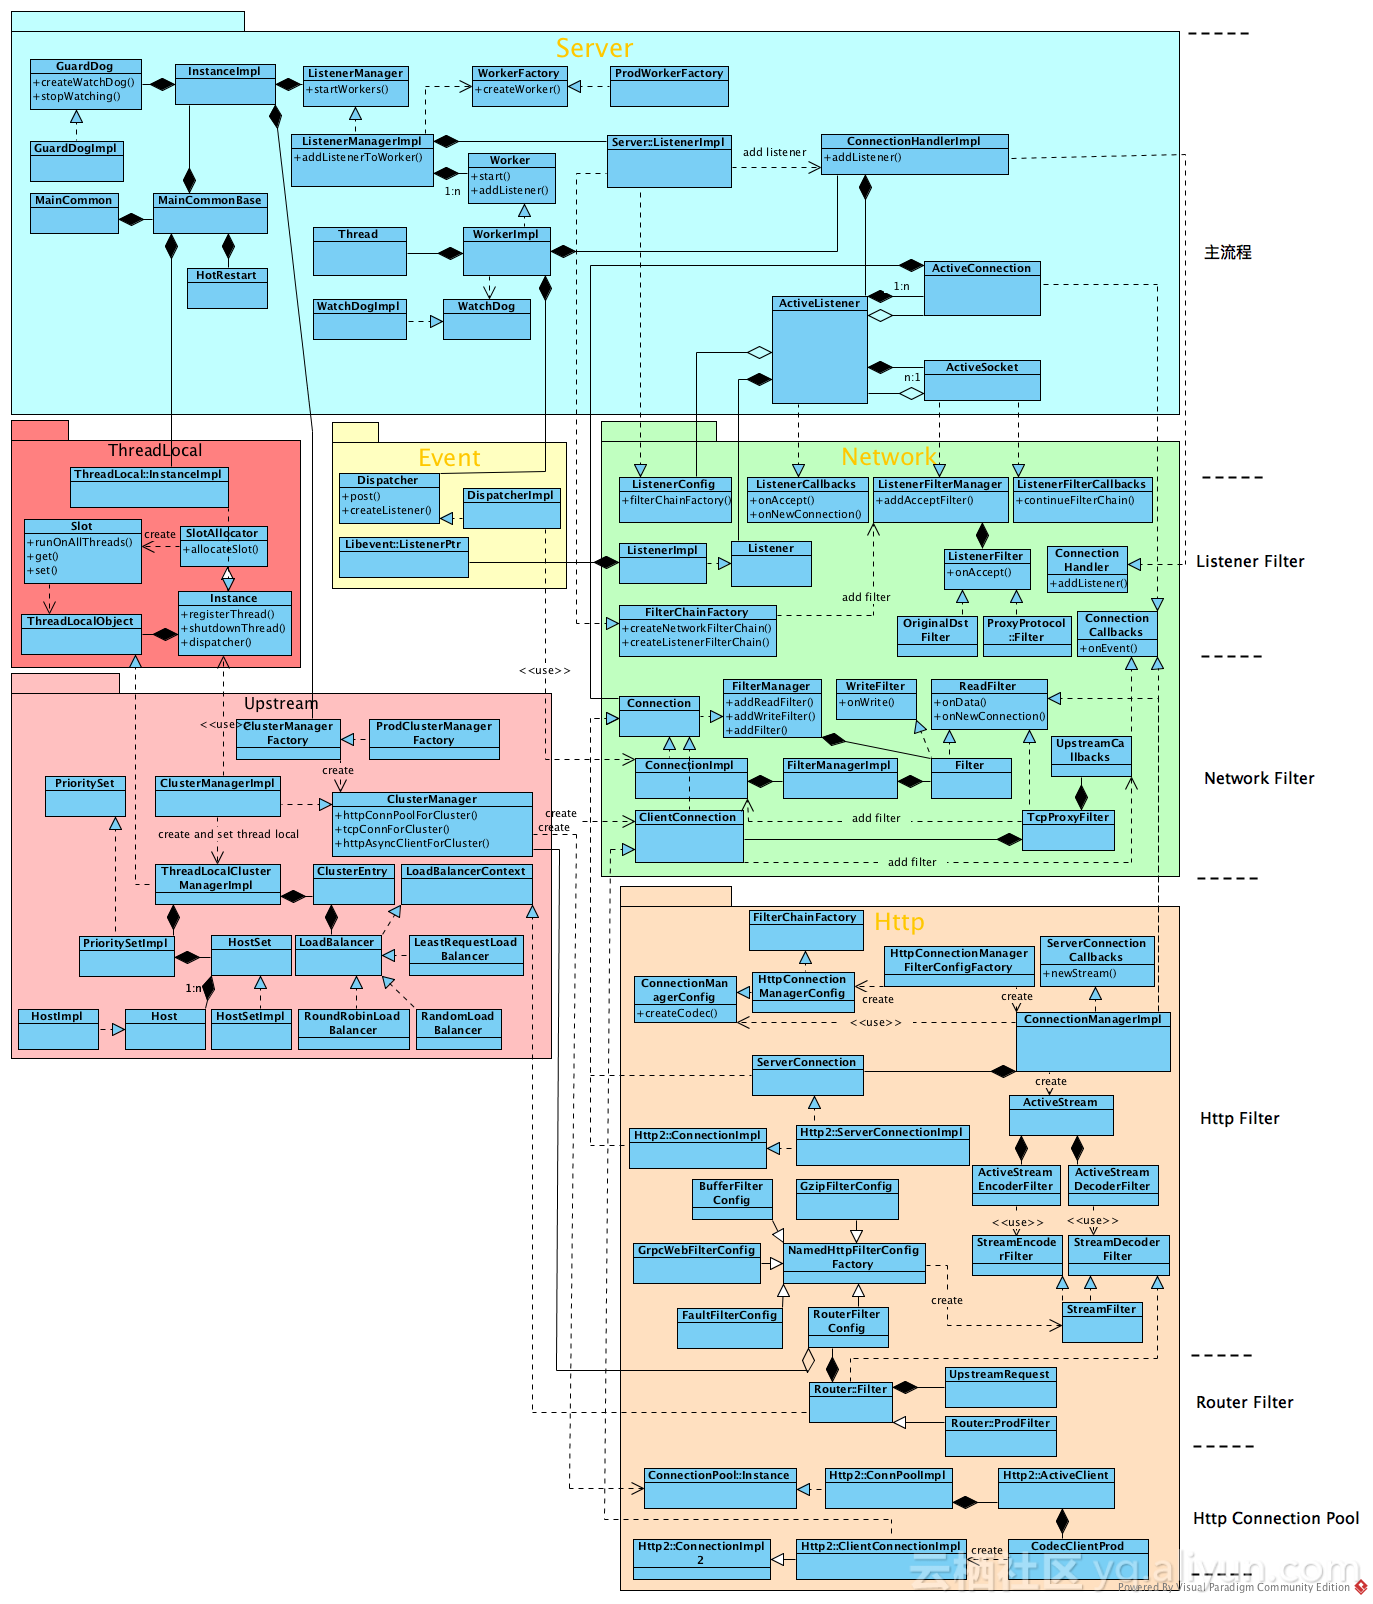 Server
GuardDog
+createWatchDog()
+stopWatching()
InstanceImpl
ListenerManager
+startWorkers()
WorkerFactory
+createWorker()
ProdWorkerFactory
GuardDogImpl
ListenerManagerImpl
+addListenerToWorker()
Worker
+start()
+addListener()
1:n
Server::ListenerImpl
add listener
ConnectionHandlerImpl
+addListener()
MainCommon
MainCommonBase
HotRestart
Thread
WorkerImpl
WatchDogImpl
WatchDog
ActiveConnection
1:n
ActiveListener
ActiveSocket
n:1
主流程
ThreadLocal
ThreadLocal::InstanceImpl
Slot
+runOnAllThreads()
+get()
+set()
create
SlotAllocator
+allocateSlot()
ThreadLocalObject
Instance
+registerThread()
+shutdownThread()
+dispatcher()
Event
Dispatcher
+post()
+createListener()
DispatcherImpl
Libevent::ListenerPtr
<<use>>
Network
ListenerConfig
+filterChainFactory()
ListenerCallbacks
+onAccept()
+onNewConnection()
ListenerFilterManager
+addAcceptFilter()
ListenerFilterCallbacks
+continueFilterChain()
ListenerImpl
Listener
ListenerFilter
+onAccept()
Connection
Handler
+addListener()
add filter
FilterChainFactory
+createNetworkFilterChain()
+createListenerFilterChain()
OriginalDst
Filter
ProxyProtocol
::Filter
Connection
Callbacks
+onEvent()
Listener Filter
Connection
FilterManager
+addReadFilter()
+addWriteFilter()
+addFilter()
WriteFilter
+onWrite()
ReadFilter
+onData()
+onNewConnection()
UpstreamCa
llbacks
ConnectionImpl
FilterManagerImpl
Filter
ClientConnection
add filter
TcpProxyFilter
add filter
Network Filter
Upstream
<<use>>
ClusterManager
Factory
ProdClusterManager
Factory
create
PrioritySet
ClusterManagerImpl
ClusterManager
+httpConnPoolForCluster()
+tcpConnForCluster()
+httpAsyncClientForCluster()
create
create
create and set thread local
ThreadLocalCluster
ManagerImpl
ClusterEntry
LoadBalancerContext
PrioritySetImpl
HostSet
LoadBalancer
LeastRequestLoad
Balancer
1:n
HostImpl
Host
HostSetImpl
RoundRobinLoad
Balancer
RandomLoad
Balancer
Http
FilterChainFactory
HttpConnectionManager
FilterConfigFactory
ServerConnection
Callbacks
+newStream()
ConnectionMan
agerConfig
+createCodec()
HttpConnection
ManagerConfig
create
create
<<use>>
ConnectionManagerImpl
ServerConnection
create
ActiveStream
Http2::ConnectionImpl
Http2::ServerConnectionImpl
ActiveStream
EncoderFilter
ActiveStream
DecoderFilter
<<use>>
<<use>>
Http Filter
BufferFilter
Config
GzipFilterConfig
GrpcWebFilterConfig
NamedHttpFilterConfig
Factory
StreamEncode
rFilter
StreamDecoder
Filter
create
FaultFilterConfig
RouterFilter
Config
StreamFilter
Router::Filter
UpstreamRequest
Router::ProdFilter
Router Filter
ConnectionPool::Instance
Http2::ConnPoolImpl
Http2::ActiveClient
Http2::ConnectionImpl
2
Http2::ClientConnectionImpl
create
CodecClientProd
Http Connection Pool
云栖社区 yq.aliyun.com
Powered By Visual Paradigm Community Edition